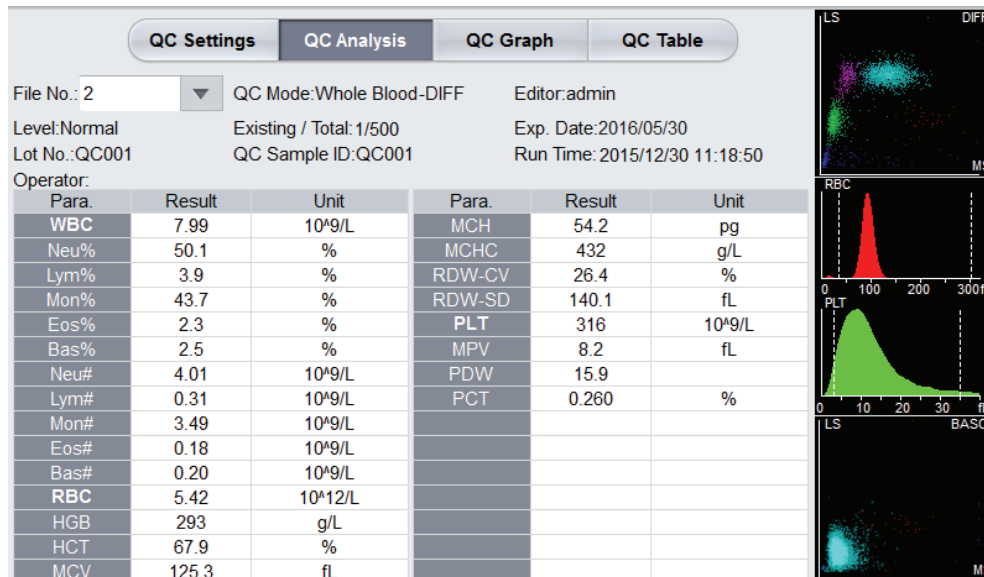 QC Settings QC Analysis QC Graph QC Table
File No.: 2 QC Mode:Whole Blood-DIFF Editor:admin
Level:Normal Existing / Total:1/500 Exp. Date:2016/05/30
Lot No.:QC001 QC Sample ID:QC001 Run Time:2015/12/30 11:18:50
Operator:
Para. Result Unit Para. Result Unit
WBC 7.99 10^9/L MCH 54.2 pg
Neu% 50.1 % MCHC 432 g/L
Lym% 3.9 % RDW-CV 26.4 %
Mon% 43.7 % RDW-SD 140.1 fL
Eos% 2.3 % PLT 316 10^9/L
Bas% 2.5 % MPV 8.2 fL
Neu# 4.01 10^9/L PDW 15.9
Lym# 0.31 10^9/L PCT 0.260 %
Mon# 3.49 10^9/L
Eos# 0.18 10^9/L
Bas# 0.20 10^9/L
RBC 5.42 10^12/L
HGB 293 g/L
HCT 67.9 %
MCV 125.3 fl
LS DIFF
MS
RBC
0 100 200 300f
PLT
0 10 20 30 fl
LS BASO
MS